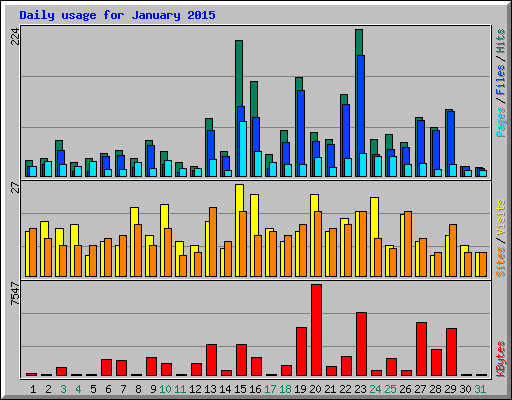 Daily usage for January 2015
224
Pages/Files/Hits
27
Sites/Visits
7547
KBytes
1 2 3 4 5 6 7 8 9 10 11 12 13 14 15 16 17 18 19 20 21 22 23 24 25 26 27 28 29 30 31